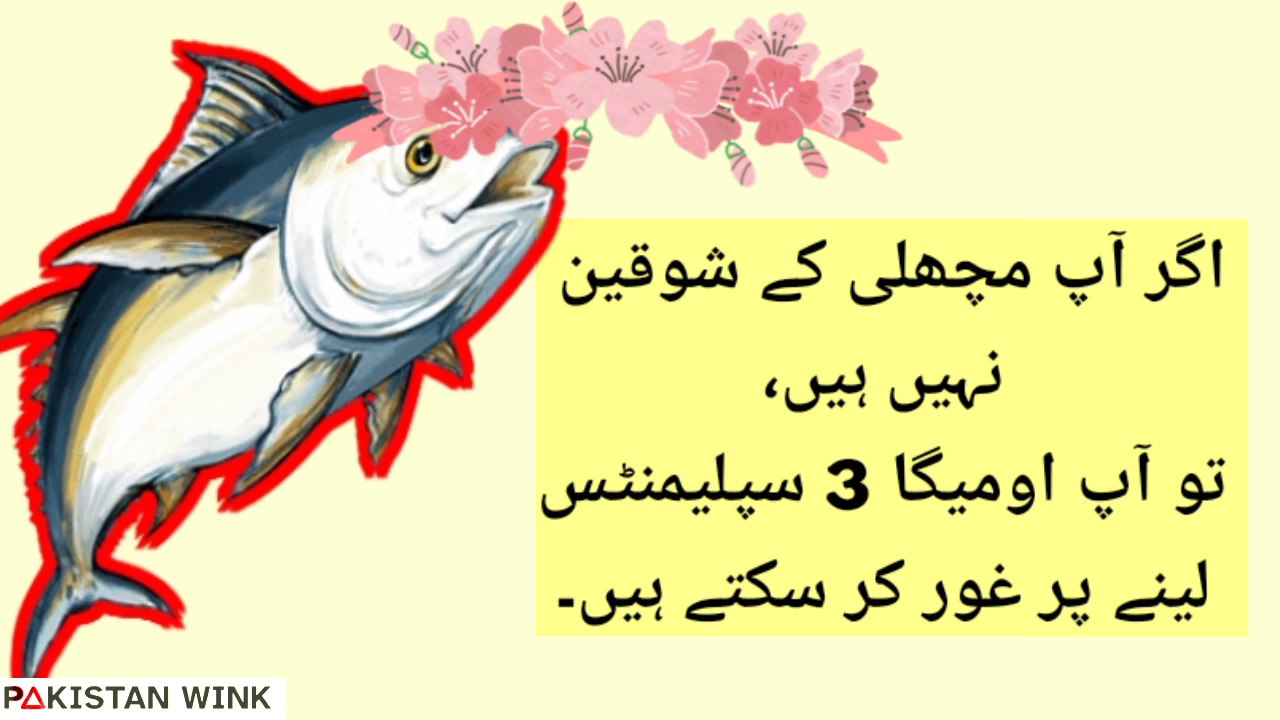 اگر آپ مچھلی کے شوقین
نہیں ہیں،
تو آپ اومیگا 3 سپلیمنٹس
لینے پر غور کر سکتے ہیں۔
PAKISTAN WINK